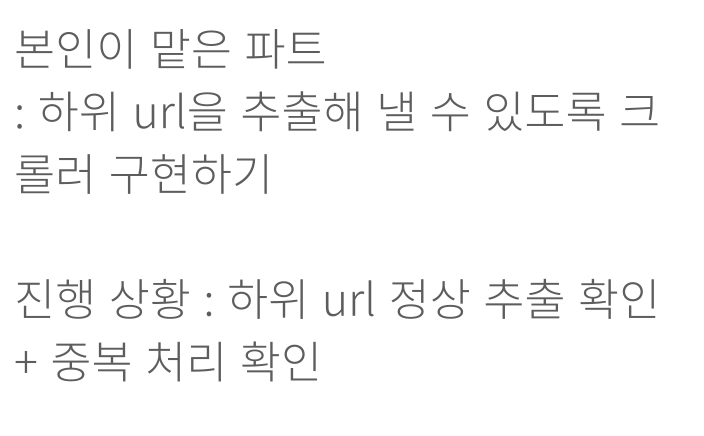 본인이 맡은 파트
: 하위 url을 추출해 낼 수 있도록 크
롤러 구현하기
진행 상황 : 하위 url 정상 추출 확인
+ 중복 처리 확인